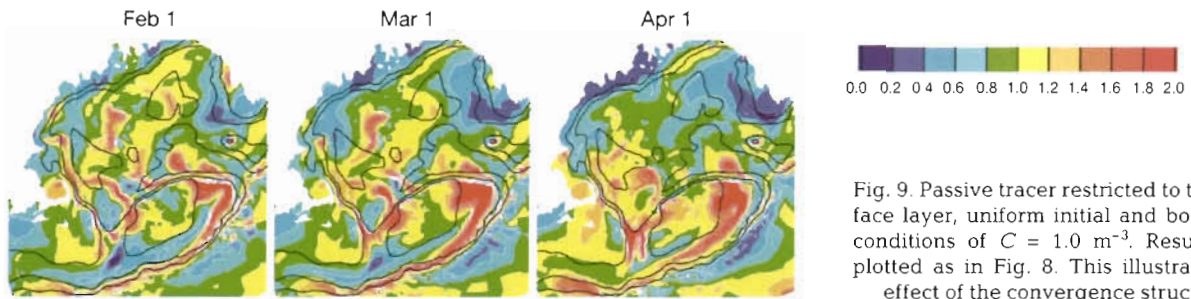 Feb 1 Mar 1 Apr 1
0.0 0.2 0 4 0.6 0.8 1.0 1.2 1.4 1.6 1.8 2.0
Fig. 9. Passive tracer restricted to t
face layer, uniform initial and bo
conditions of C = 1.0 m⁻³. Resu
plotted as in Fig. 8. This illustra
effect of the convergence struc